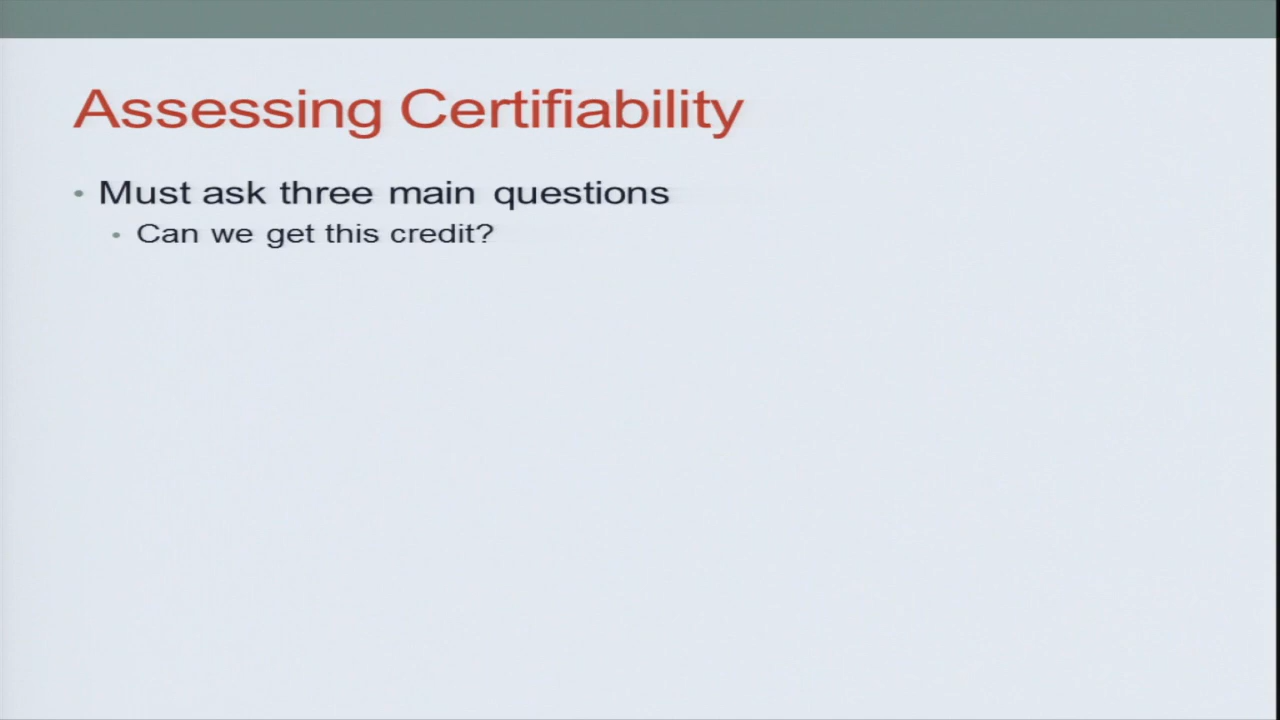 Assessing Certifiability
• Must ask three main questions
• Can we get this credit?